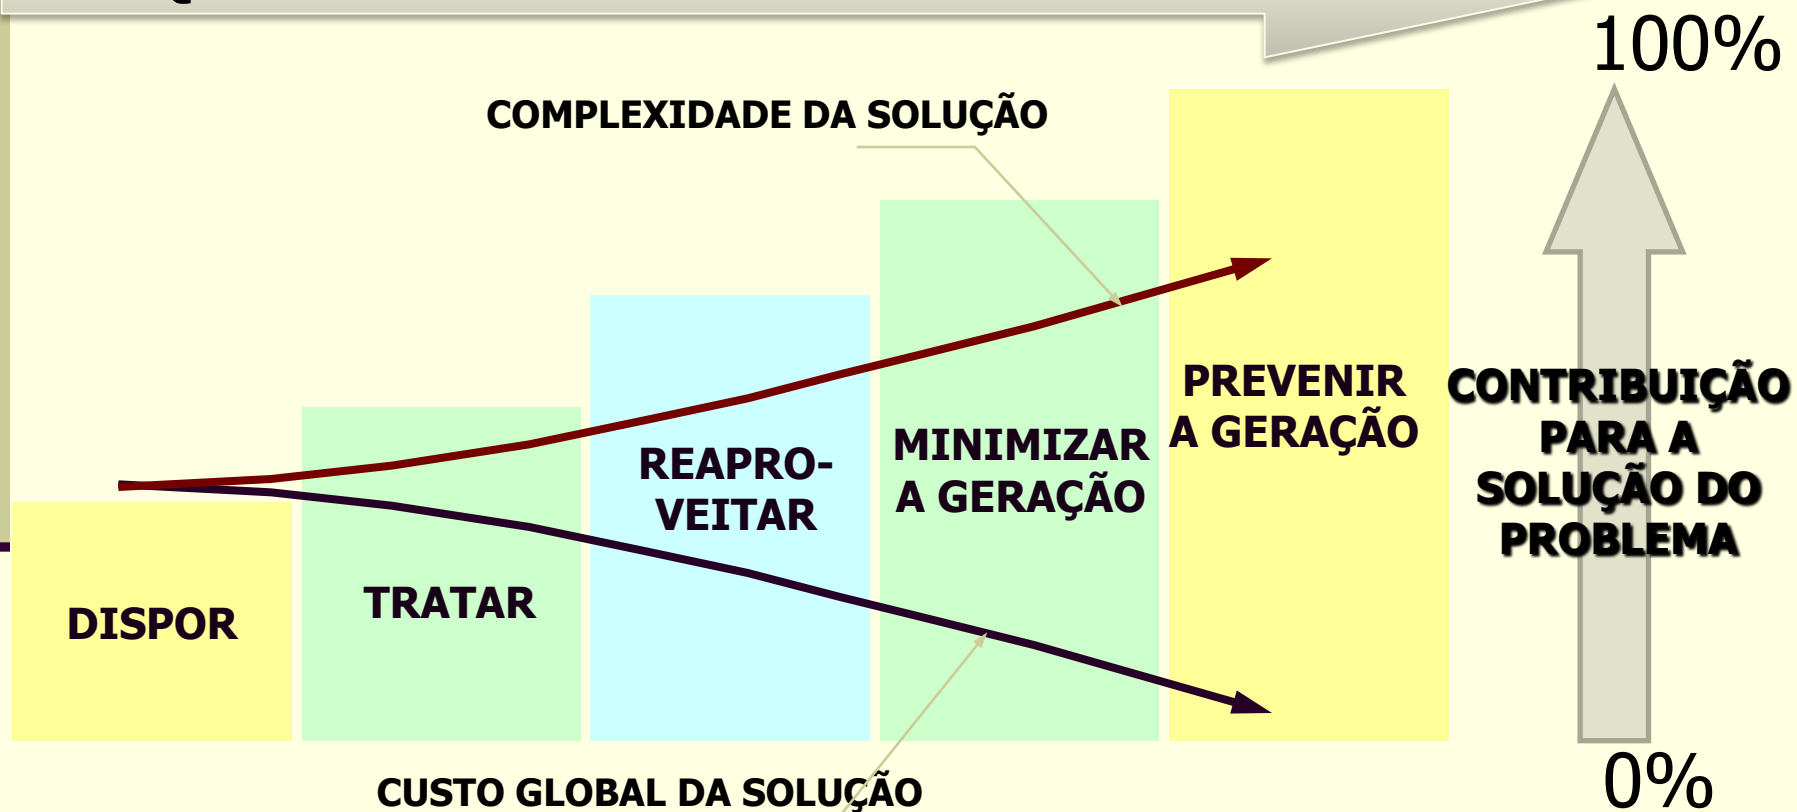 100%
COMPLEXIDADE DA SOLUÇÃO
DISPOR
TRATAR
REAPRO-
VEITAR
MINIMIZAR
A GERAÇÃO
PREVENIR
A GERAÇÃO
CONTRIBUIÇÃO
PARA A
SOLUÇÃO DO
PROBLEMA
CUSTO GLOBAL DA SOLUÇÃO
0%